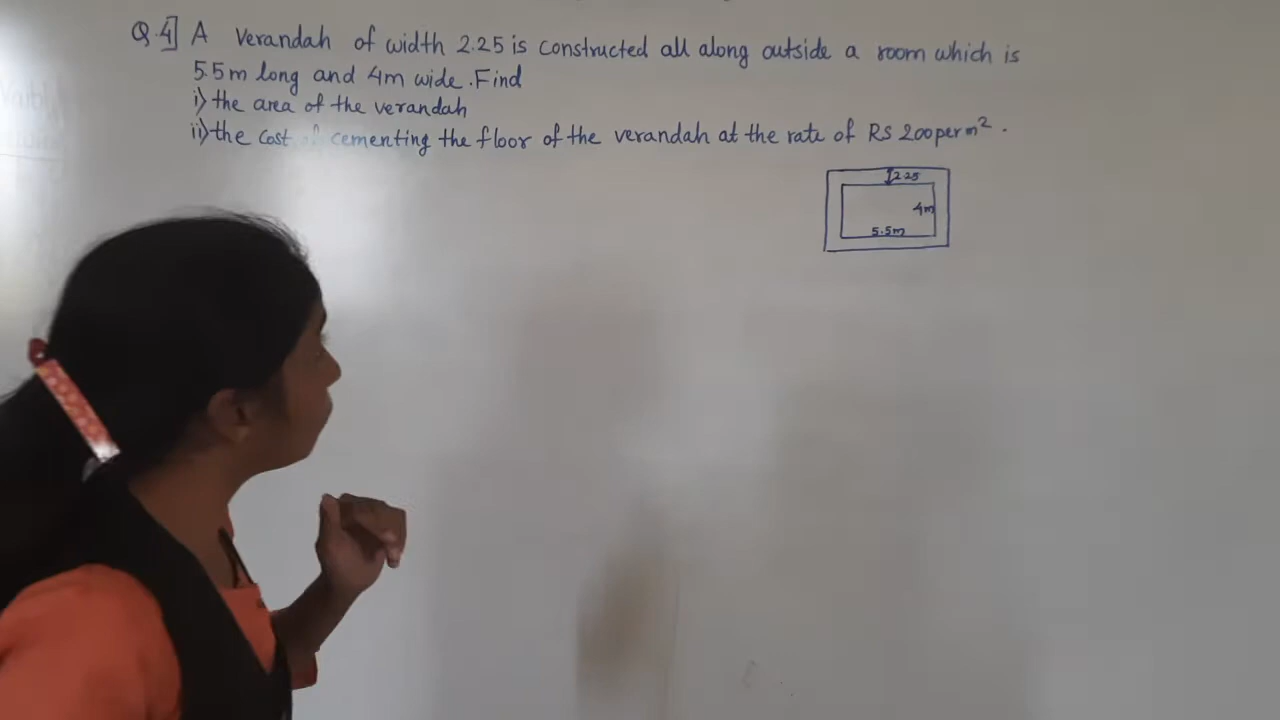 Q.4] A verandah of width 2.25 is constructed all along outside a room which is
5.5m long and 4m wide. Find
i) the area of the verandah
ii) the cost of cementing the floor of the verandah at the rate of RS 200 per m².
2.25
4m
5.5m